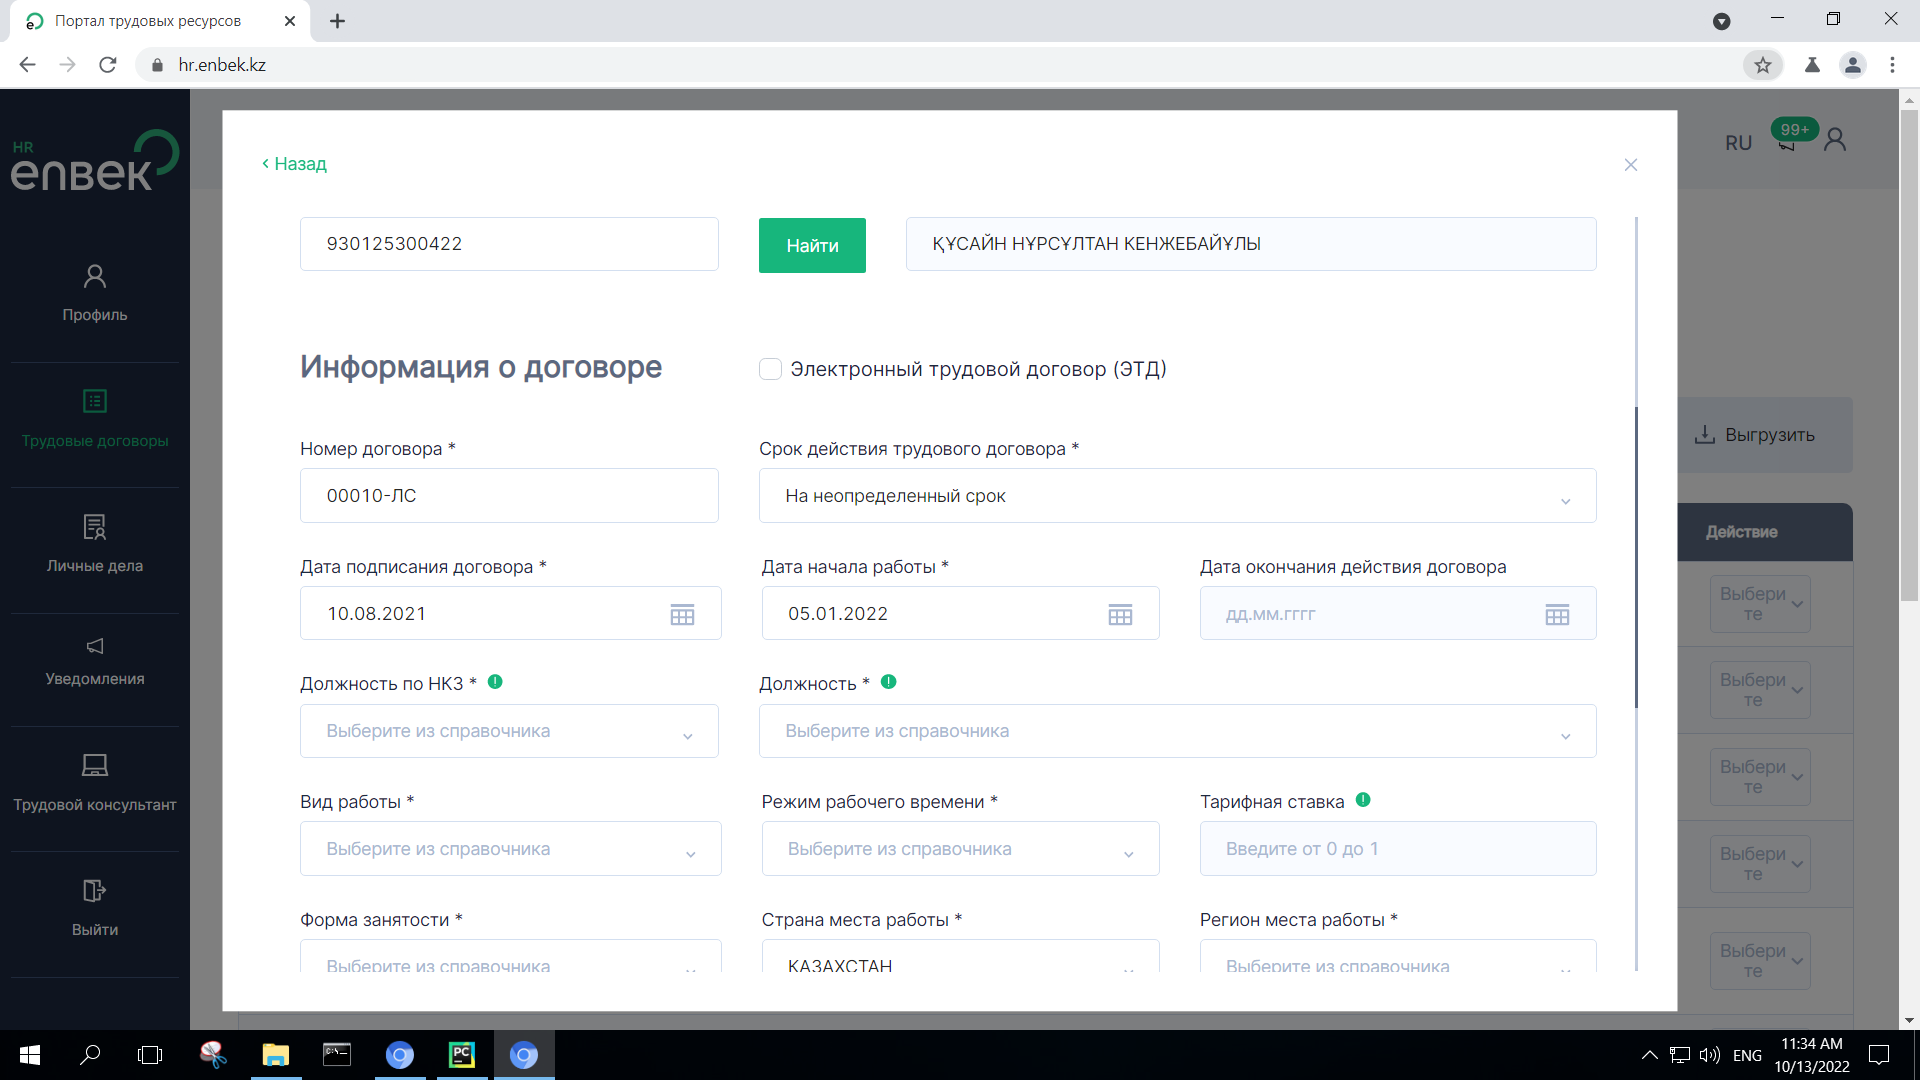 Портал трудовых ресурсов
hr.enbek.kz
HR
enbek
Профиль
Трудовые договоры
Личные дела
Уведомления
Трудовой консультант
Выйти
RU
99+
Назад
930125300422
Найти
ҚҰСАЙН НҰРСҰЛТАН КЕНЖЕБАЙҰЛЫ
Информация о договоре
Электронный трудовой договор (ЭТД)
Номер договора *
Срок действия трудового договора *
00010-ЛС
На неопределенный срок
Дата подписания договора *
Дата начала работы *
Дата окончания действия договора
10.08.2021
05.01.2022
дд.мм.гггг
Должность по НКЗ *
Должность *
Выберите из справочника
Выберите из справочника
Вид работы *
Режим рабочего времени *
Тарифная ставка
Выберите из справочника
Выберите из справочника
Введите от 0 до 1
Форма занятости *
Страна места работы *
Регион места работы *
Выберите из справочника
КАЗАХСТАН
Выберите из справочника
Выгрузить
Действие
Выбери
те
Выбери
те
Выбери
те
Выбери
те
Выбери
те
C:\
PC
ENG
11:34 AM
10/13/2022